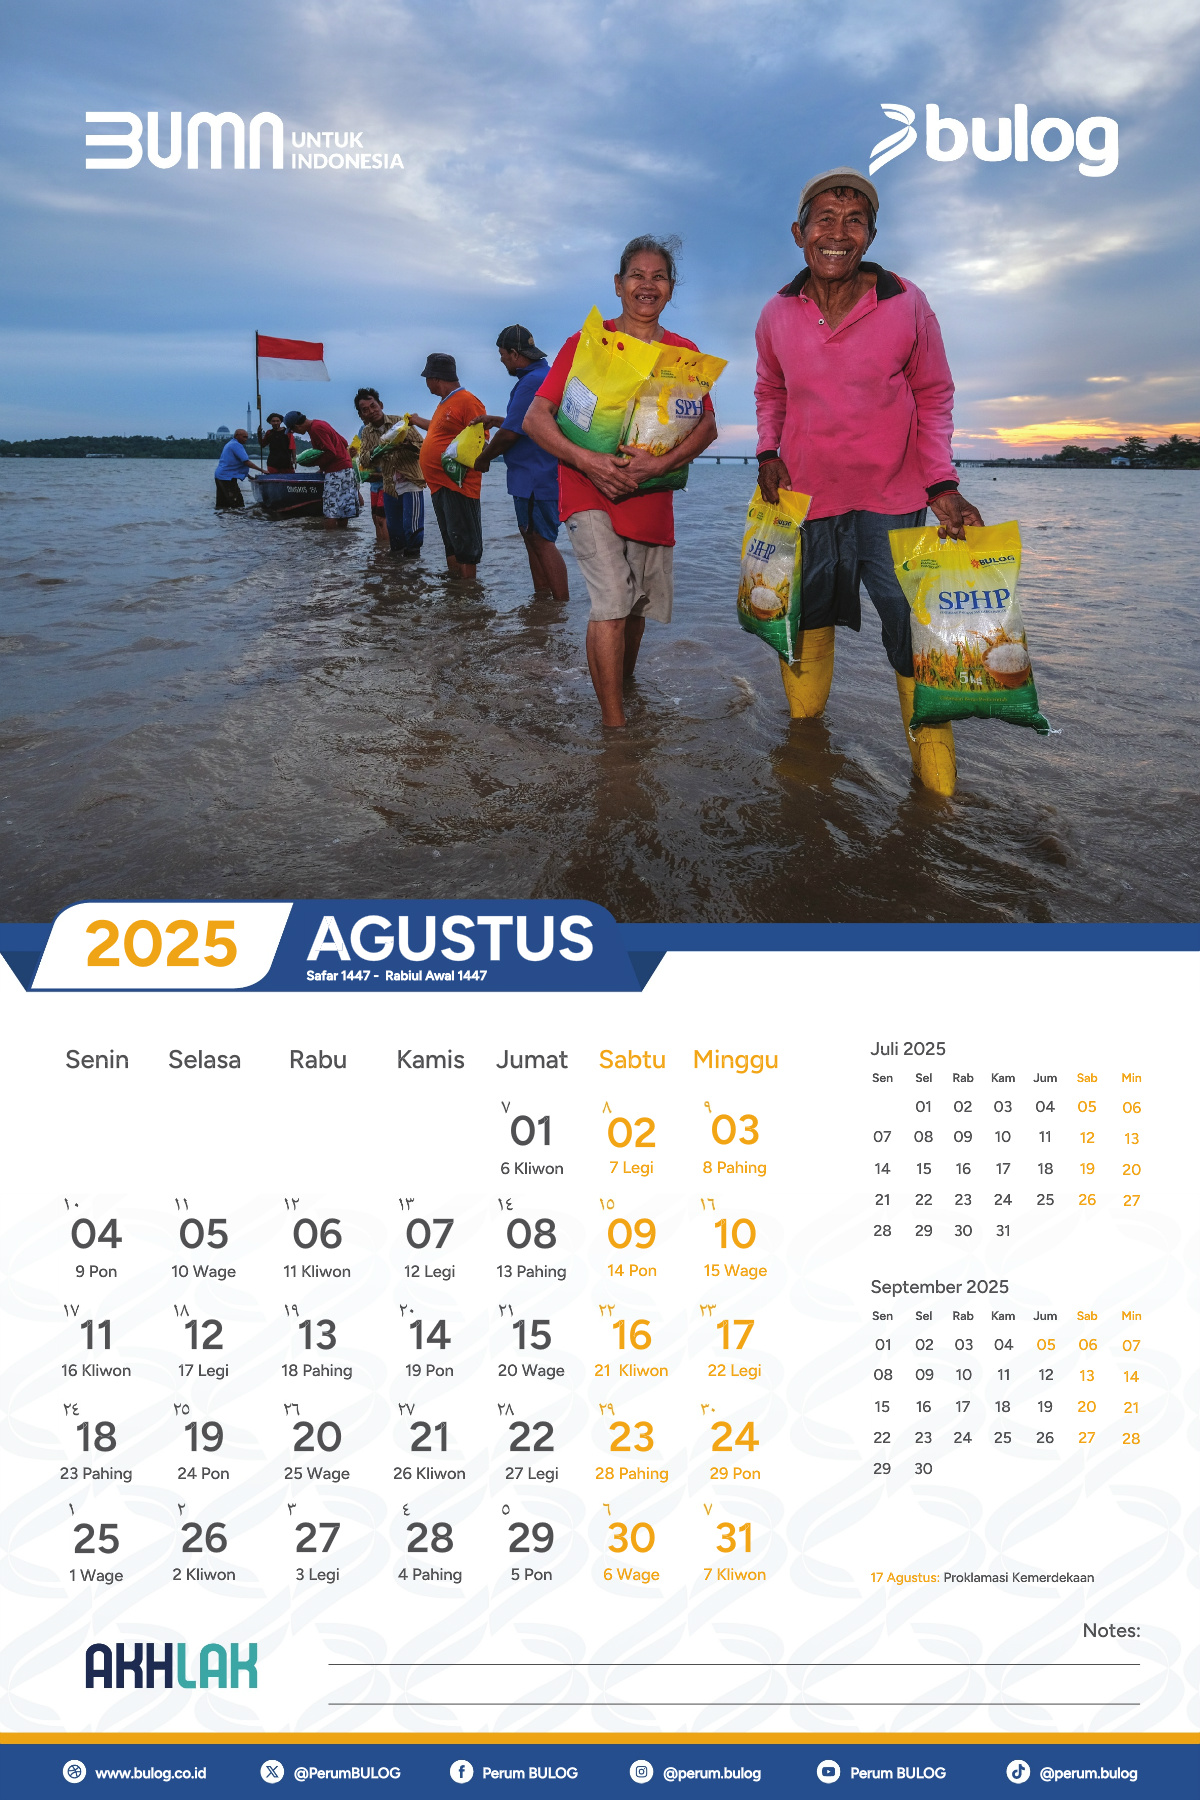 BUMN UNTUK
INDONESIA
bulog
BULOG
SPHP
SPHP
BULOG
SPHP
5kg
2025
AGUSTUS
Safar 1447 - Rabiul Awal 1447
Senin Selasa Rabu Kamis Jumat Sabtu Minggu
٧ ٨ ٩
01 02 03
6 Kliwon 7 Legi 8 Pahing
١٠ ١١ ١٢ ١٣ ١٤ ١٥ ١٦
04 05 06 07 08 09 10
9 Pon 10 Wage 11 Kliwon 12 Legi 13 Pahing 14 Pon 15 Wage
١٧ ١٨ ١٩ ٢٠ ٢١ ٢٢ ٢٣
11 12 13 14 15 16 17
16 Kliwon 17 Legi 18 Pahing 19 Pon 20 Wage 21 Kliwon 22 Legi
٢٤ ٢٥ ٢٦ ٢٧ ٢٨ ٢٩ ٣٠
18 19 20 21 22 23 24
23 Pahing 24 Pon 25 Wage 26 Kliwon 27 Legi 28 Pahing 29 Pon
١ ٢ ٣ ٤ ٥ ٦ ٧
25 26 27 28 29 30 31
1 Wage 2 Kliwon 3 Legi 4 Pahing 5 Pon 6 Wage 7 Kliwon
Juli 2025
Sen Sel Rab Kam Jum Sab Min
01 02 03 04 05 06
07 08 09 10 11 12 13
14 15 16 17 18 19 20
21 22 23 24 25 26 27
28 29 30 31
September 2025
Sen Sel Rab Kam Jum Sab Min
01 02 03 04 05 06 07
08 09 10 11 12 13 14
15 16 17 18 19 20 21
22 23 24 25 26 27 28
29 30
17 Agustus: Proklamasi Kemerdekaan
Notes:
AKHLAK
www.bulog.co.id @PerumBULOG Perum BULOG @perum.bulog Perum BULOG @perum.bulog